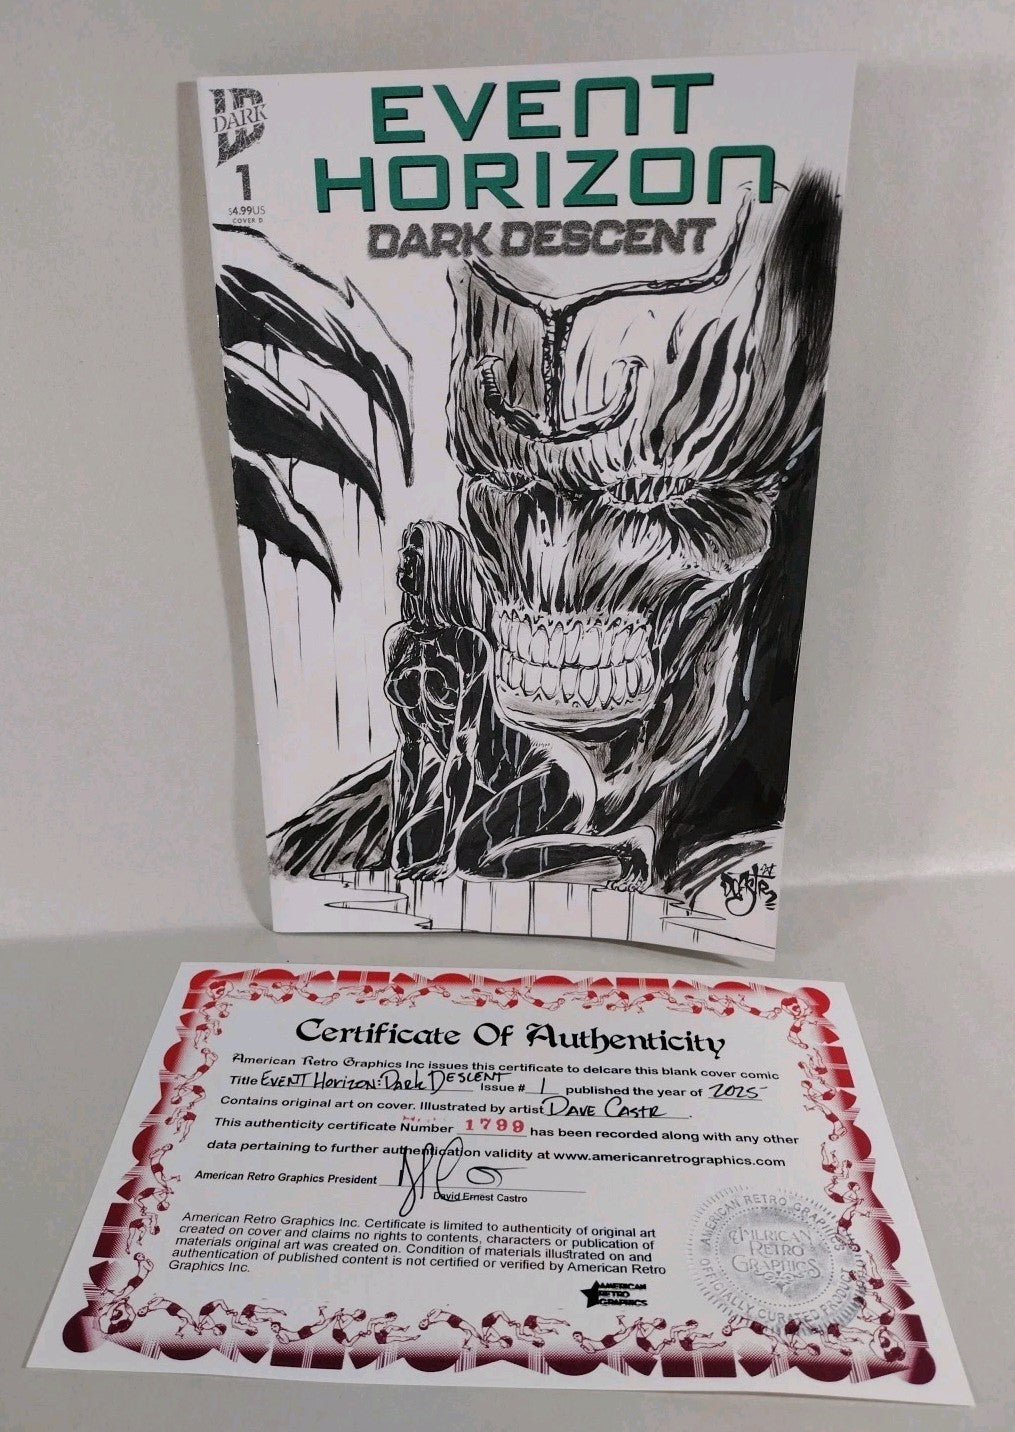 DARK
1
$4.99US
COVER D
EVENT
HORIZON
DARK DESCENT
Certificate Of Authenticity
American Retro Graphics Inc issues this certificate to delcare this blank cover comic
Title EVENT HORIZON: DARK DESCENT Issue # 1 published the year of 2025
Contains original art on cover. Illustrated by artist DAVE CASTR
This authenticity certificate Number 1799 has been recorded along with any other
data pertaining to further authentication validity at www.americanretrographics.com
American Retro Graphics President
David Ernest Castro
American Retro Graphics Inc. Certificate is limited to authenticity of original art
created on cover and claims no rights to contents, characters or publication of
materials original art was created on. Condition of materials illustrated on and
authentication of published content is not certified or verified by American Retro
Graphics Inc.
AMERICAN
RETRO
GRAPHICS
AMERICAN RETRO GRAPHICS
AMERICAN
RETRO
GRAPHICS
OFFICIALLY CERTIFIED PRODUCT